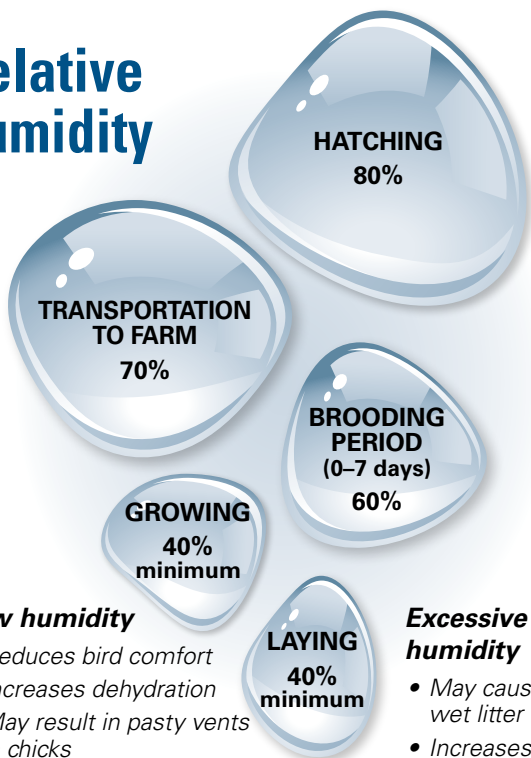 elative
umidity
HATCHING
80%
TRANSPORTATION
TO FARM
70%
BROODING
PERIOD
(0–7 days)
60%
GROWING
40%
minimum
LAYING
40%
minimum
w humidity
educes bird comfort
ncreases dehydration
May result in pasty vents
chicks
Excessive
humidity
• May caus
wet litter
• Increases